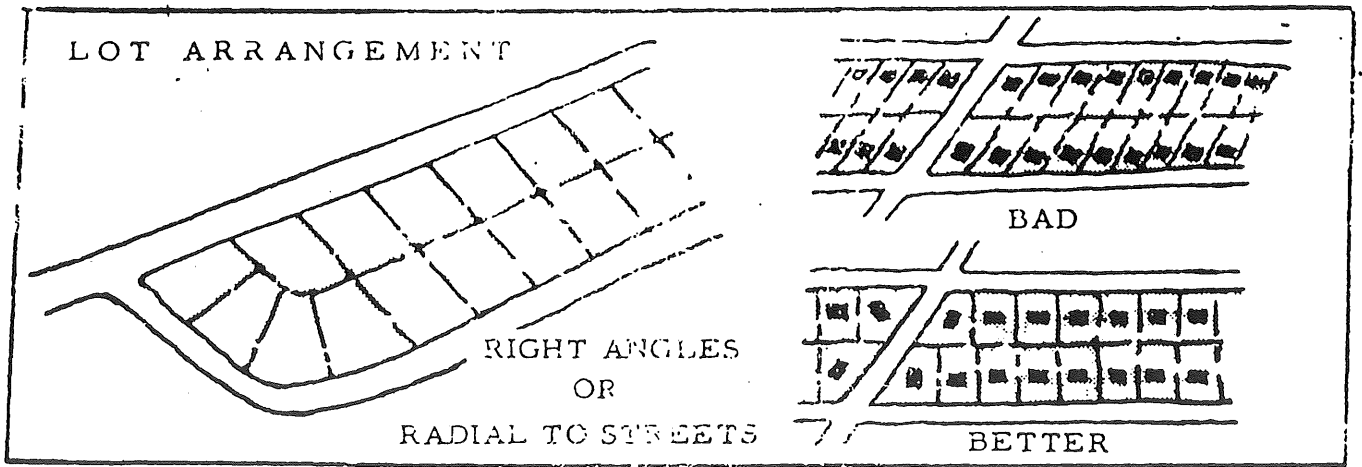 LOT ARRANGEMENT
RIGHT ANGLES
OR
RADIAL TO STREETS
BAD
BETTER